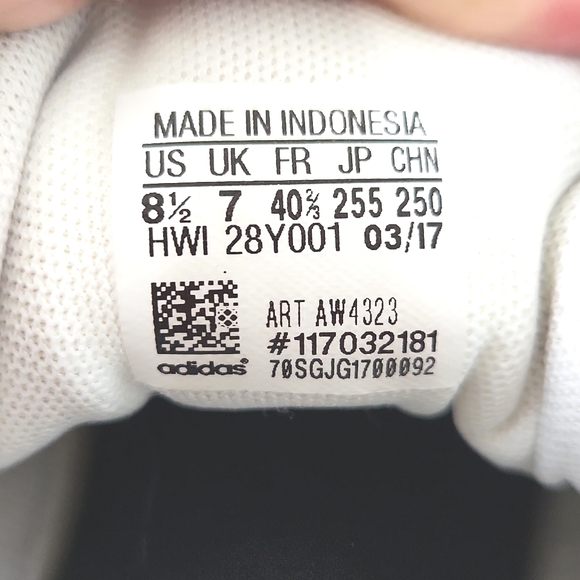 MADE IN INDONESIA
US UK FR JP CHN
8½ 7 40⅔ 255 250
HWI 28Y001 03/17
ART AW4323
#117032181
adidas®
70SGJG1700092